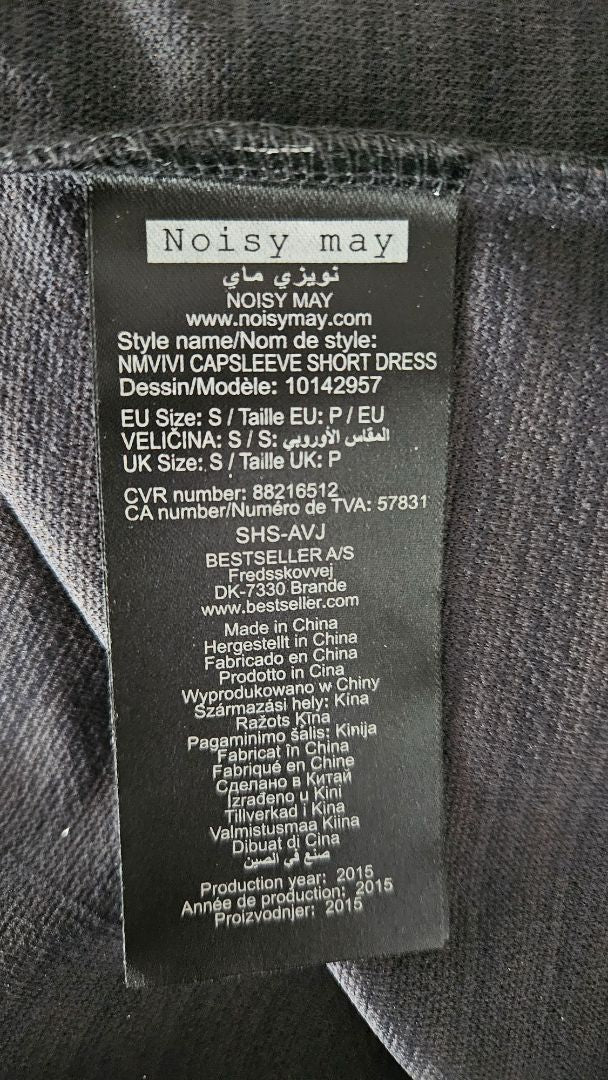 Noisy may
نويزي ماي
NOISY MAY
www.noisymay.com
Style name/Nom de style:
NMVIVI CAPSLEEVE SHORT DRESS
Dessin/Modèle: 10142957
EU Size: S / Taille EU: P / EU
VELIČINA: S / S: المقاس الأوروبي
UK Size: S / Taille UK: P
CVR number: 88216512
CA number/Numéro de TVA: 57831
SHS-AVJ
BESTSELLER A/S
Fredsskovvej
DK-7330 Brande
www.bestseller.com
Made in China
Hergestellt in China
Fabricado en China
Prodotto in Cina
Wyprodukowano w Chiny
Származási hely: Kína
Ražots Ķīna
Pagaminimo šalis: Kinija
Fabricat în China
Fabriqué en Chine
Сделано в Китай
Izrađeno u Kini
Tillverkad i Kina
Valmistusmaa Kiina
Dibuat di Cina
صنع في الصين
Production year: 2015
Année de production: 2015
Proizvodnjer: 2015